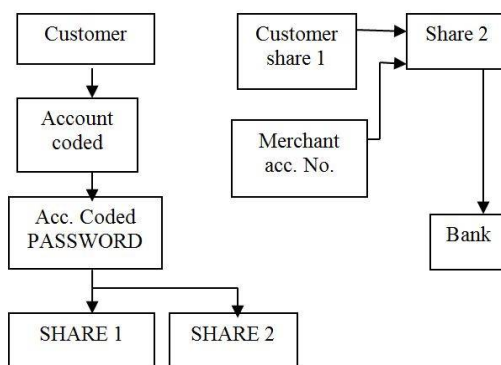 Customer
Account
coded
Acc. Coded
PASSWORD
SHARE 1
SHARE 2
Customer
share 1
Share 2
Merchant
acc. No.
Bank